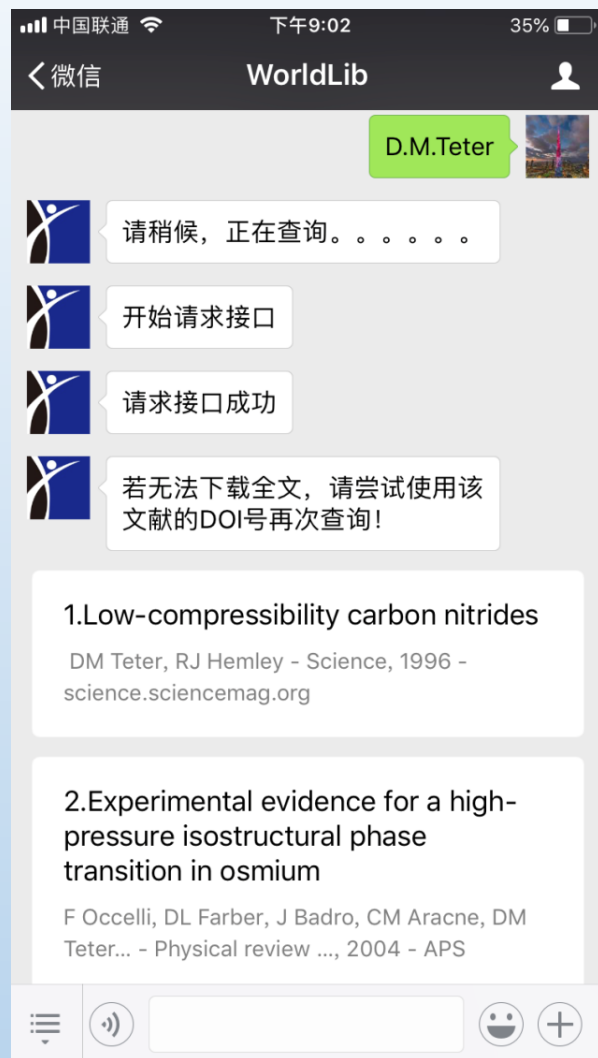 中国联通 下午9:02 35%
微信 WorldLib
D.M.Teter
请稍候，正在查询。。。。。。
开始请求接口
请求接口成功
若无法下载全文，请尝试使用该
文献的DOI号再次查询！
1.Low-compressibility carbon nitrides
DM Teter, RJ Hemley - Science, 1996 -
science.sciencemag.org
2.Experimental evidence for a high-
pressure isostructural phase
transition in osmium
F Occelli, DL Farber, J Badro, CM Aracne, DM
Teter... - Physical review ..., 2004 - APS